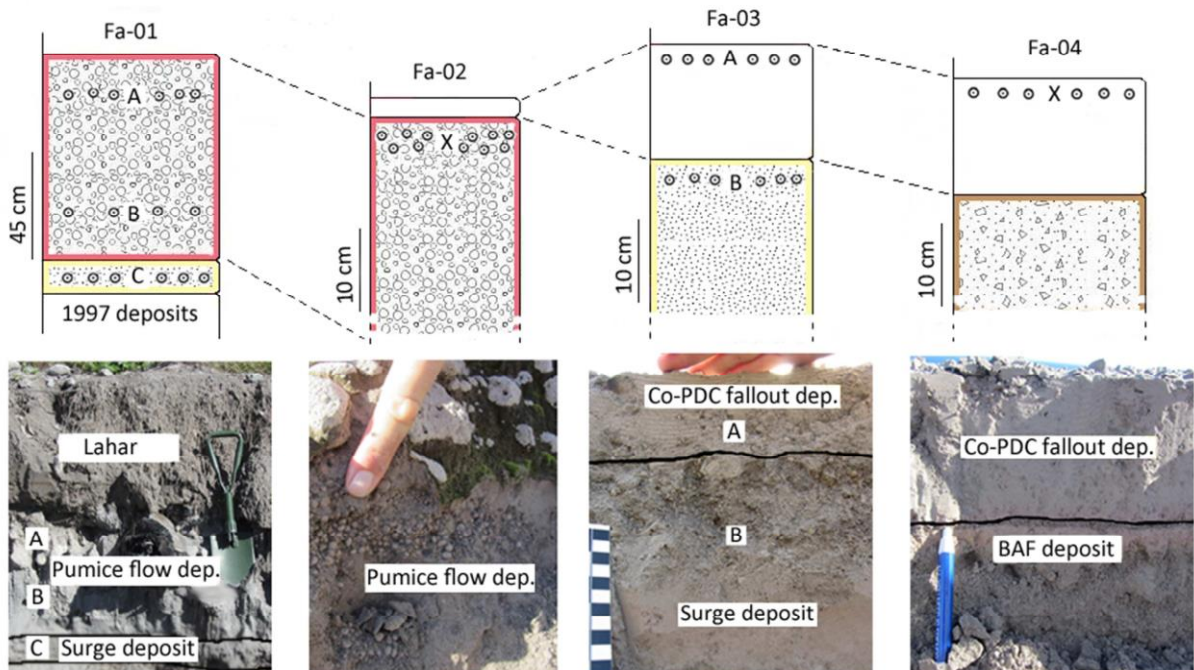 Fa-01
Fa-02
Fa-03
Fa-04
A
B
C
1997 deposits
45 cm
X
10 cm
A
B
10 cm
X
10 cm
Lahar
A
Pumice flow dep.
B
C Surge deposit
Pumice flow dep.
Co-PDC fallout dep.
A
B
Surge deposit
Co-PDC fallout dep.
BAF deposit